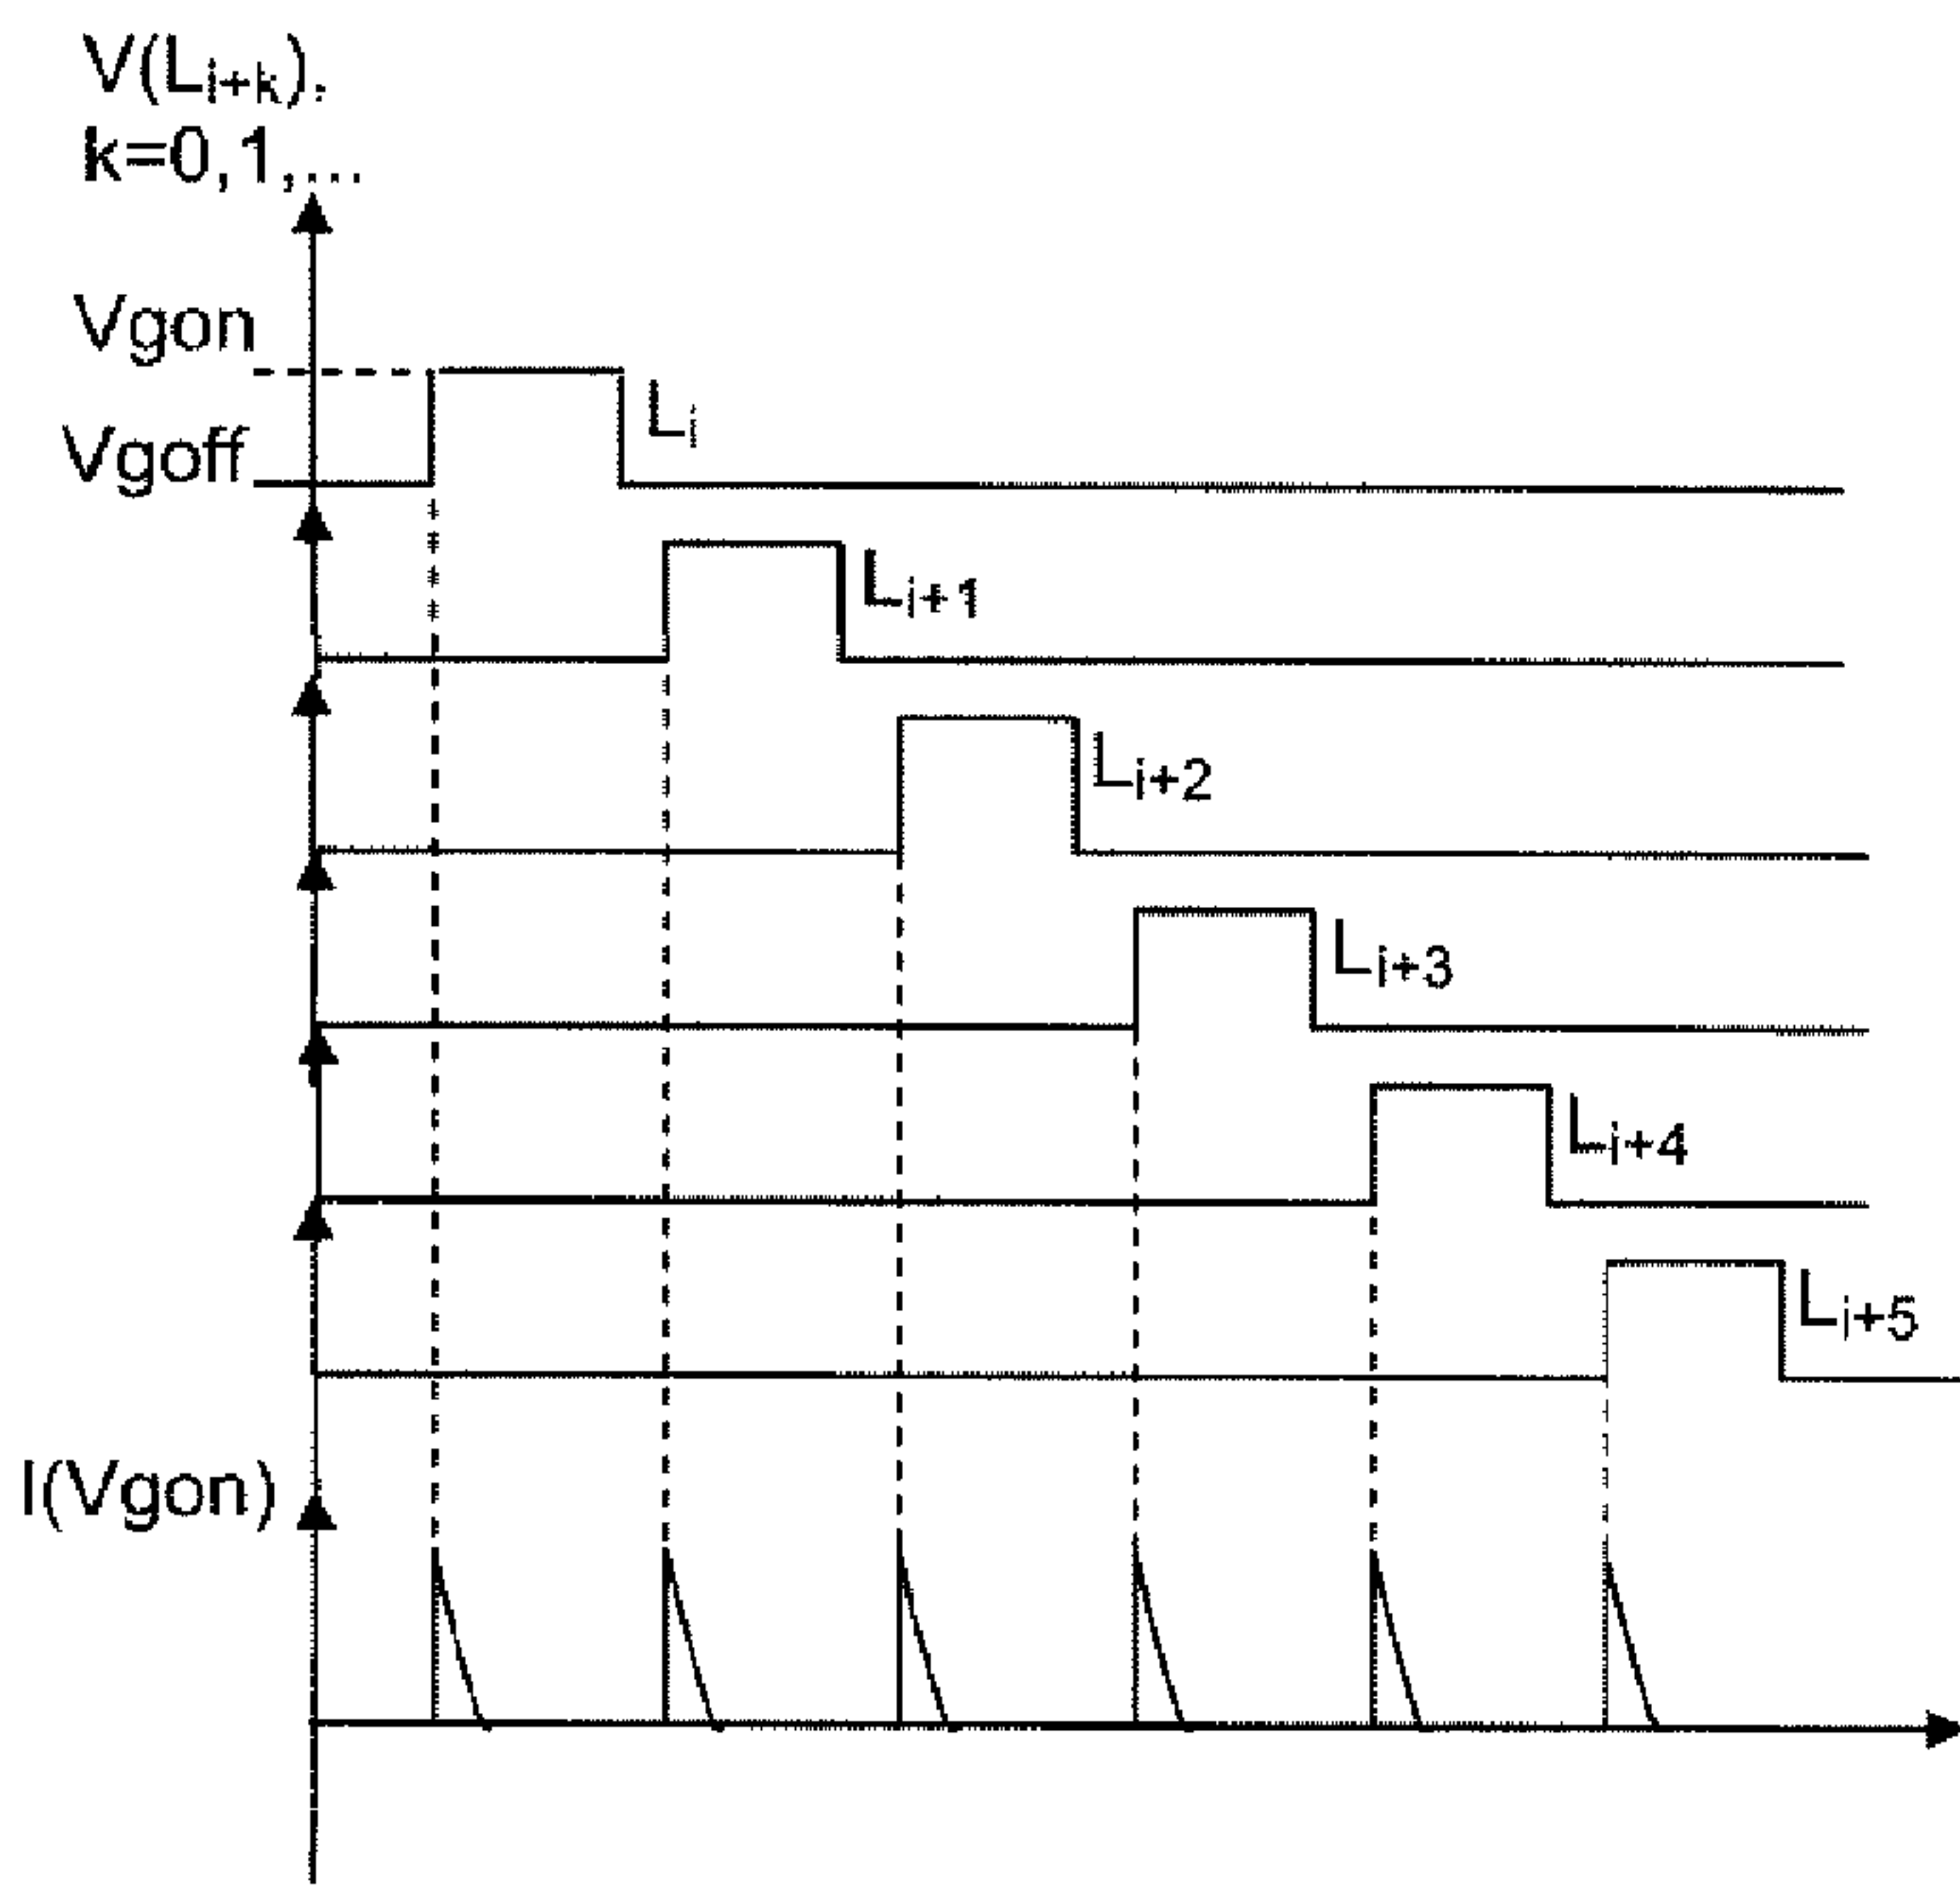 V(Li+k),
k=0,1,...
Vgon
Li
Vgoff
Li+1
Li+2
Li+3
Li+4
Li+5
I(Vgon)